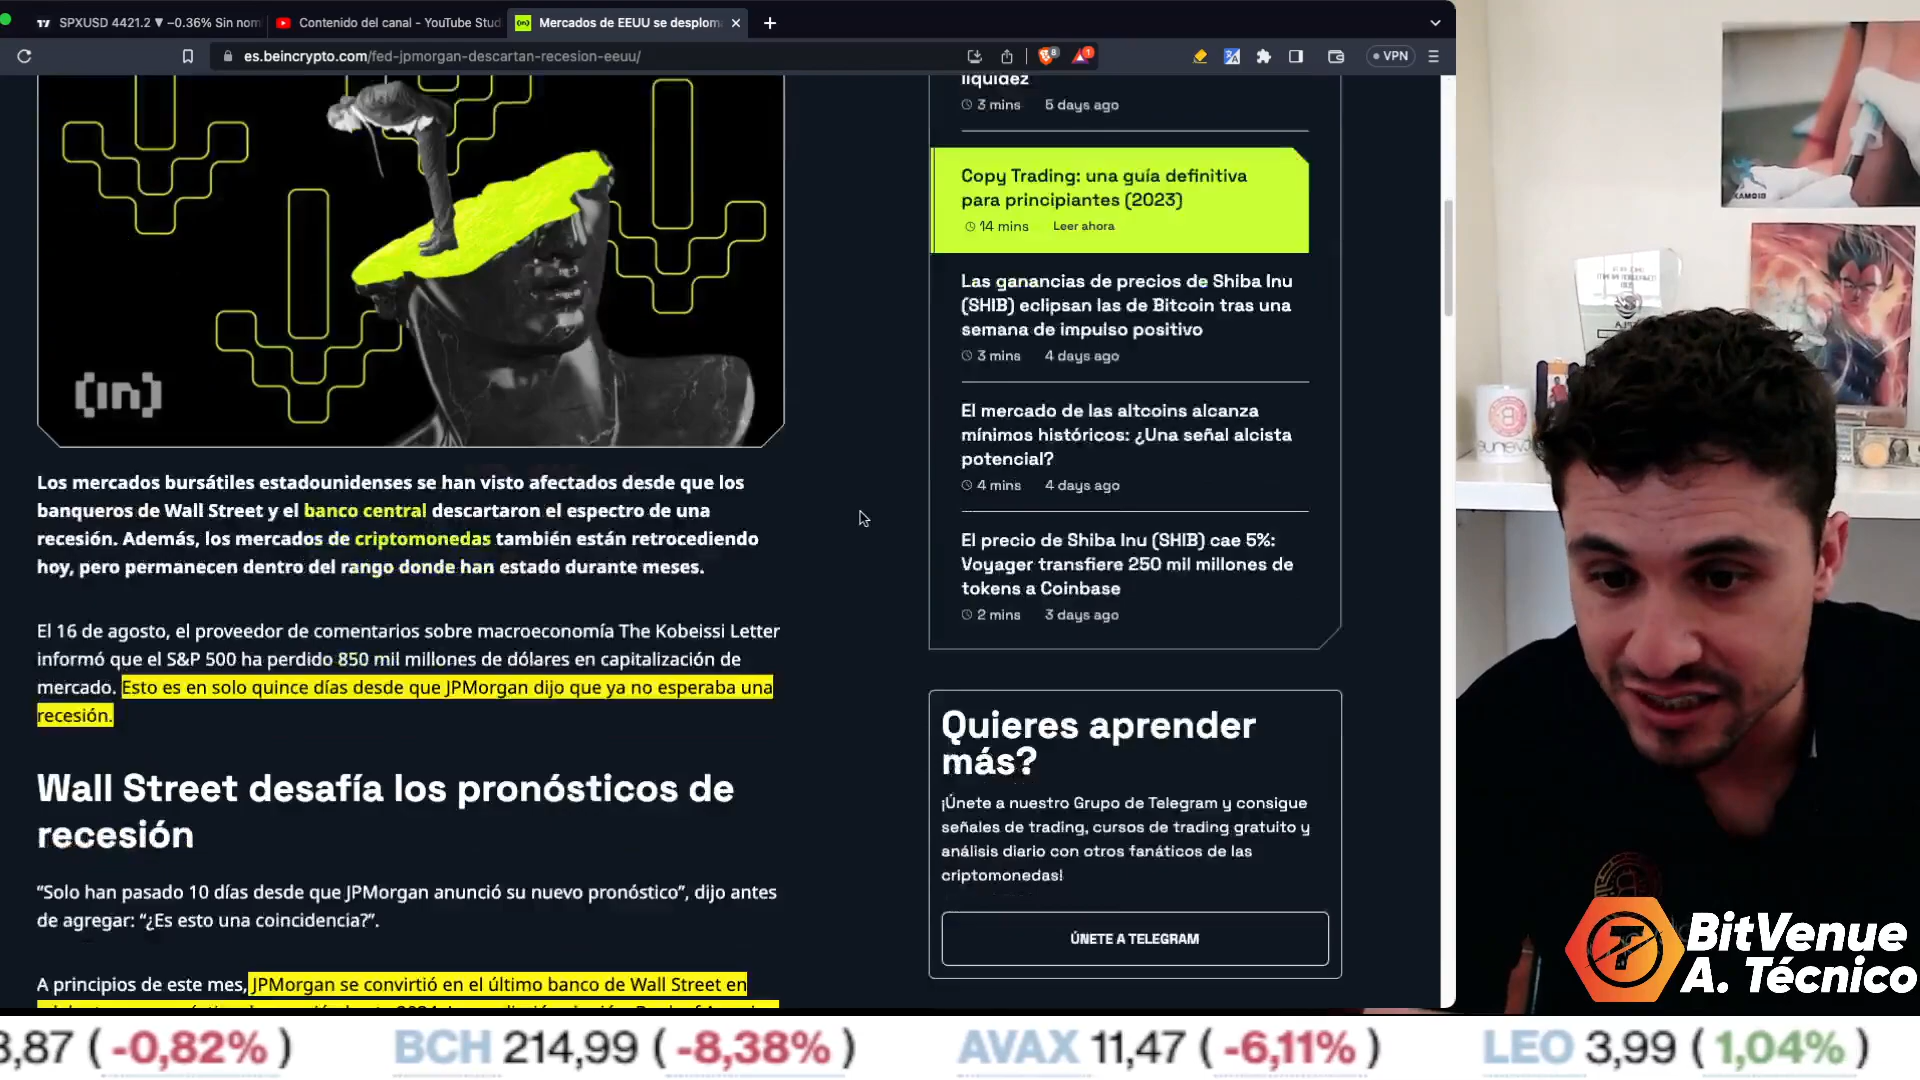 SPXUSD 4421.2 ▼ −0.36% Sin nom
Contenido del canal - YouTube Stud
Mercados de EEUU se desplom
es.beincrypto.com/fed-jpmorgan-descartan-recesion-eeuu/
8
1
VPN
(in)
Los mercados bursátiles estadounidenses se han visto afectados desde que los
banqueros de Wall Street y el banco central descartaron el espectro de una
recesión. Además, los mercados de criptomonedas también están retrocediendo
hoy, pero permanecen dentro del rango donde han estado durante meses.
El 16 de agosto, el proveedor de comentarios sobre macroeconomía The Kobeissi Letter
informó que el S&P 500 ha perdido 850 mil millones de dólares en capitalización de
mercado. Esto es en solo quince días desde que JPMorgan dijo que ya no esperaba una
recesión.
Wall Street desafía los pronósticos de
recesión
“Solo han pasado 10 días desde que JPMorgan anunció su nuevo pronóstico”, dijo antes
de agregar: “¿Es esto una coincidencia?”.
A principios de este mes, JPMorgan se convirtió en el último banco de Wall Street en
liquidez
3 mins 5 days ago
Copy Trading: una guía definitiva
para principiantes (2023)
14 mins Leer ahora
Las ganancias de precios de Shiba Inu
(SHIB) eclipsan las de Bitcoin tras una
semana de impulso positivo
3 mins 4 days ago
El mercado de las altcoins alcanza
mínimos históricos: ¿Una señal alcista
potencial?
4 mins 4 days ago
El precio de Shiba Inu (SHIB) cae 5%:
Voyager transfiere 250 mil millones de
tokens a Coinbase
2 mins 3 days ago
Quieres aprender
más?
¡Únete a nuestro Grupo de Telegram y consigue
señales de trading, cursos de trading gratuito y
análisis diario con otros fanáticos de las
criptomonedas!
ÚNETE A TELEGRAM
BitVenue
A. Técnico
3,87 ( -0,82% ) BCH 214,99 ( -8,38% ) AVAX 11,47 ( -6,11% ) LEO 3,99 ( 1,04% )